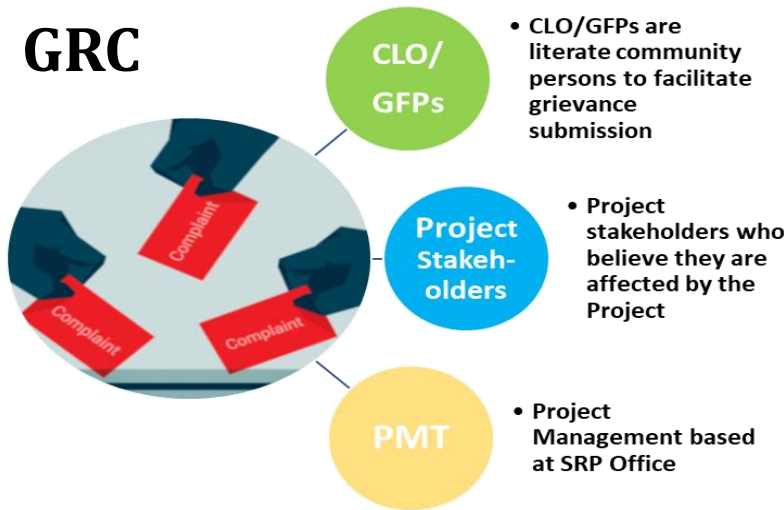 GRC
CLO/
GFPs
• CLO/GFPs are
literate community
persons to facilitate
grievance
submission
Complaint
Complaint
Complaint
Project
Stakeh-
olders
• Project
stakeholders who
believe they are
affected by the
Project
PMT
• Project
Management based
at SRP Office